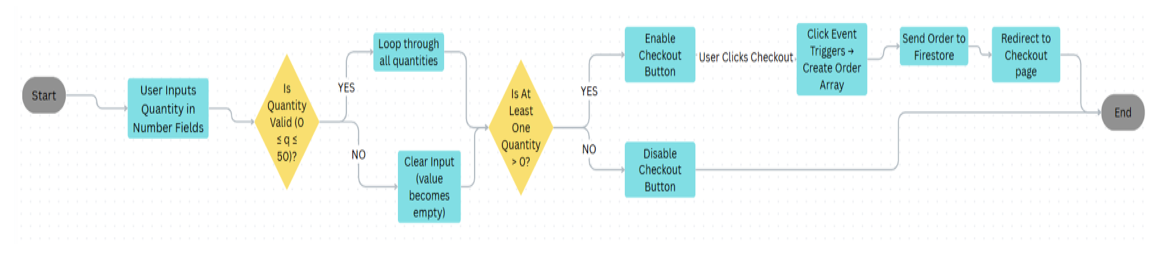 Start
User Inputs
Quantity in
Number Fields
Is
Quantity
Valid (0
≤ q ≤
50)?
YES
Loop through
all quantities
NO
Clear Input
(value
becomes
empty)
Is At
Least
One
Quantity
> 0?
YES
Enable
Checkout
Button
User Clicks Checkout
Click Event
Triggers →
Create Order
Array
Send Order to
Firestore
Redirect to
Checkout
page
NO
Disable
Checkout
Button
End